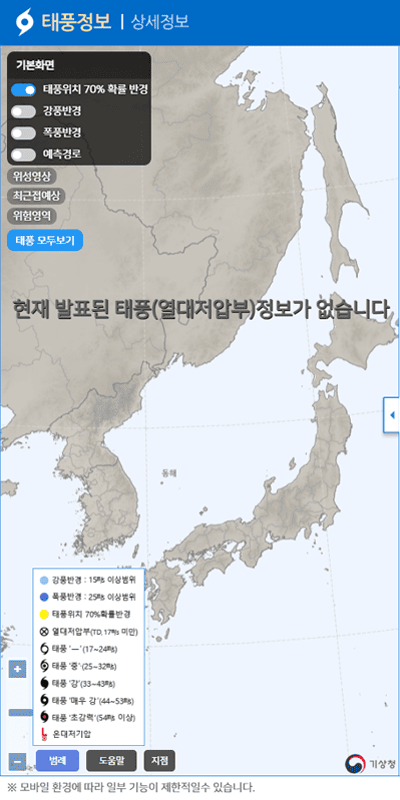 태풍정보 | 상세정보
기본화면
태풍위치 70% 확률 반경
강풍반경
폭풍반경
예측경로
위성영상
최근접예상
위험영역
태풍 모두보기
현재 발표된 태풍(열대저압부)정보가 없습니다
동해
강풍반경 : 15㎧ 이상범위
폭풍반경 : 25㎧ 이상범위
태풍위치 70%확률반경
열대저압부(TD,17㎧ 미만)
태풍 'ㅡ'(17~24㎧)
태풍 '중'(25~32㎧)
태풍 '강'(33~43㎧)
태풍 '매우 강'(44~53㎧)
태풍 '초강력'(54㎧ 이상)
온대저기압
+
−
범례 도움말 지점
기상청
※ 모바일 환경에 따라 일부 기능이 제한적일수 있습니다.